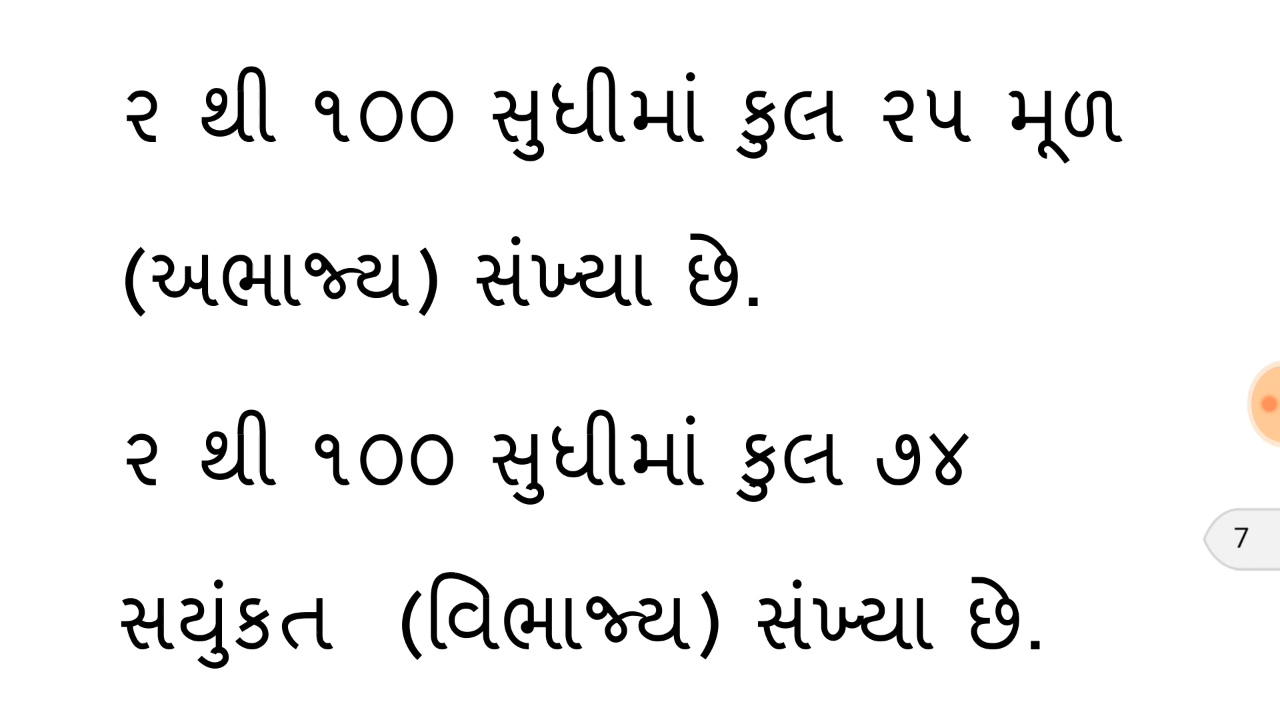 ૨ થી ૧૦૦ સુધીમાં કુલ ૨૫ મૂળ
(અભાજ્ય) સંખ્યા છે.
૨ થી ૧૦૦ સુધીમાં કુલ ૭૪
7
સયુંકત (વિભાજ્ય) સંખ્યા છે.